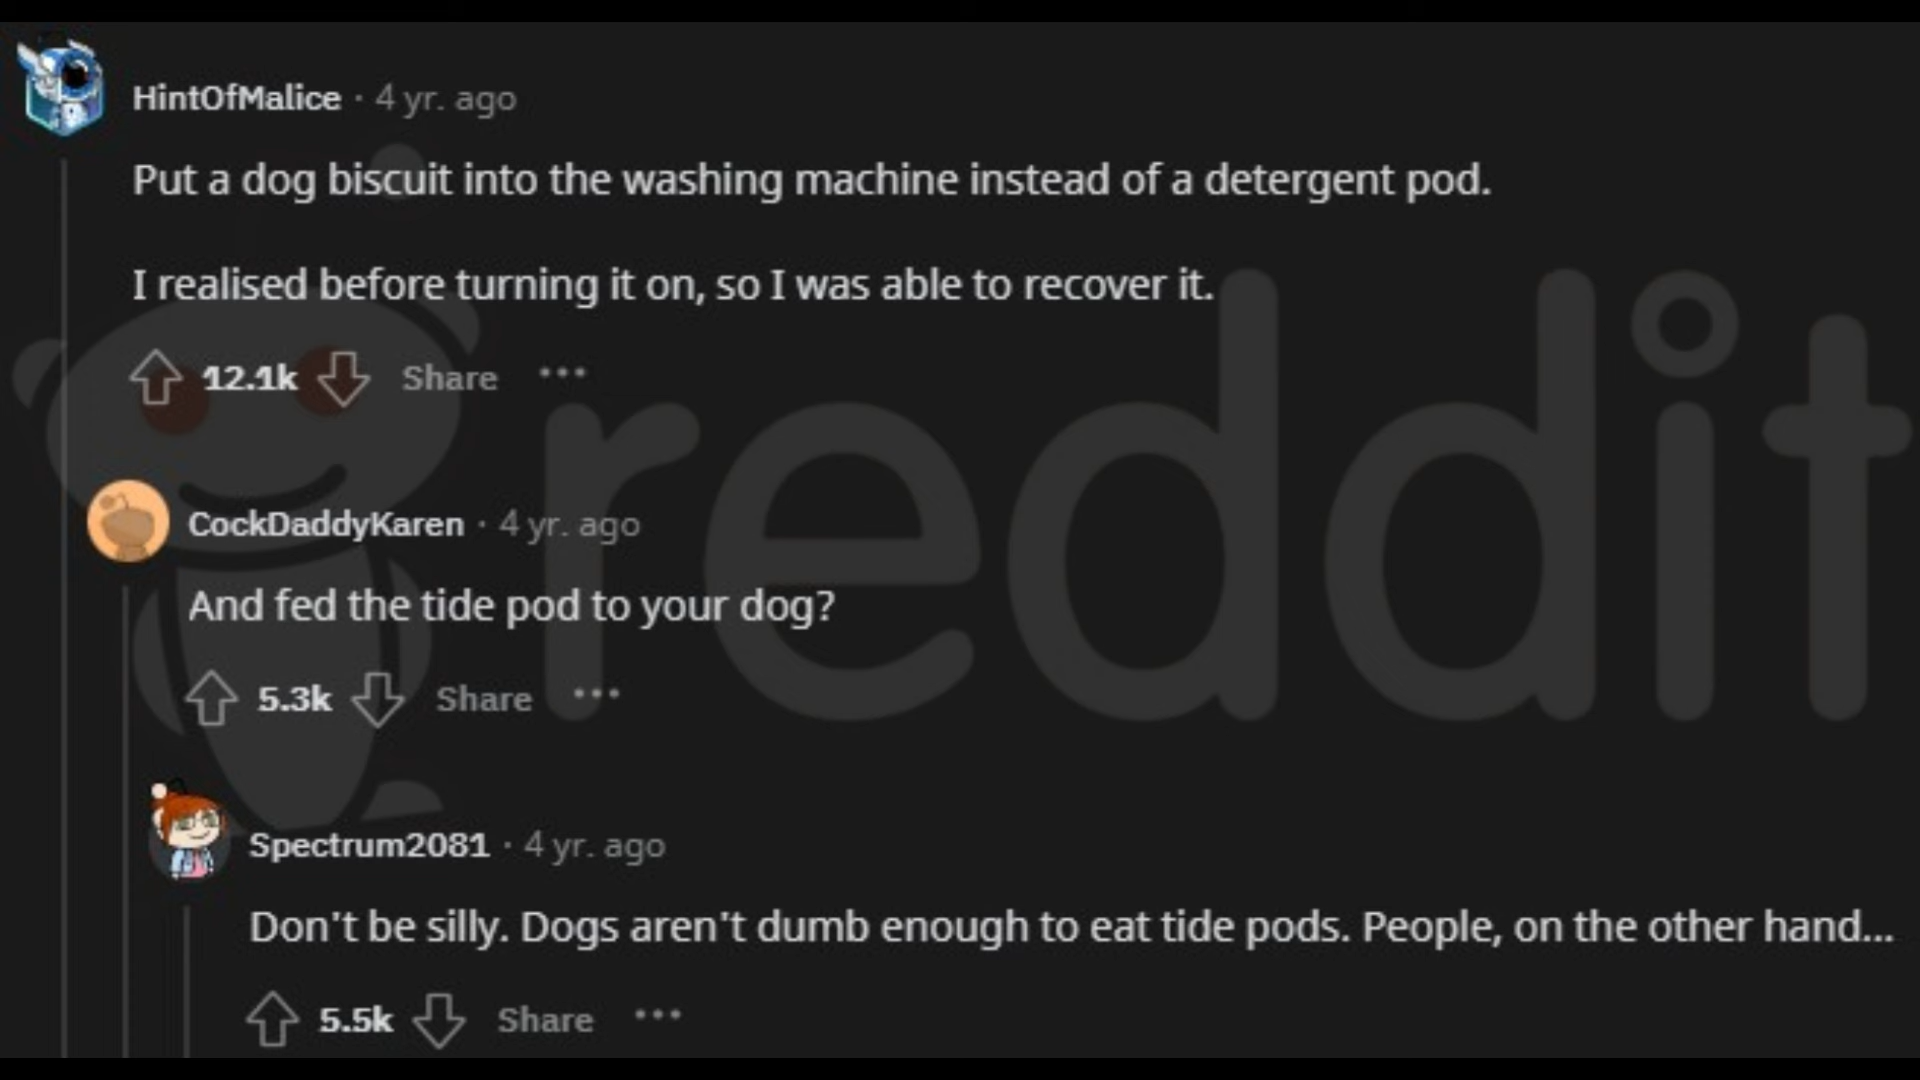 HintOfMalice · 4 yr. ago
Put a dog biscuit into the washing machine instead of a detergent pod.
I realised before turning it on, so I was able to recover it.
12.1k Share ...
reddit
CockDaddyKaren · 4 yr. ago
And fed the tide pod to your dog?
5.3k Share ...
Spectrum2081 · 4 yr. ago
Don't be silly. Dogs aren't dumb enough to eat tide pods. People, on the other hand...
5.5k Share ...